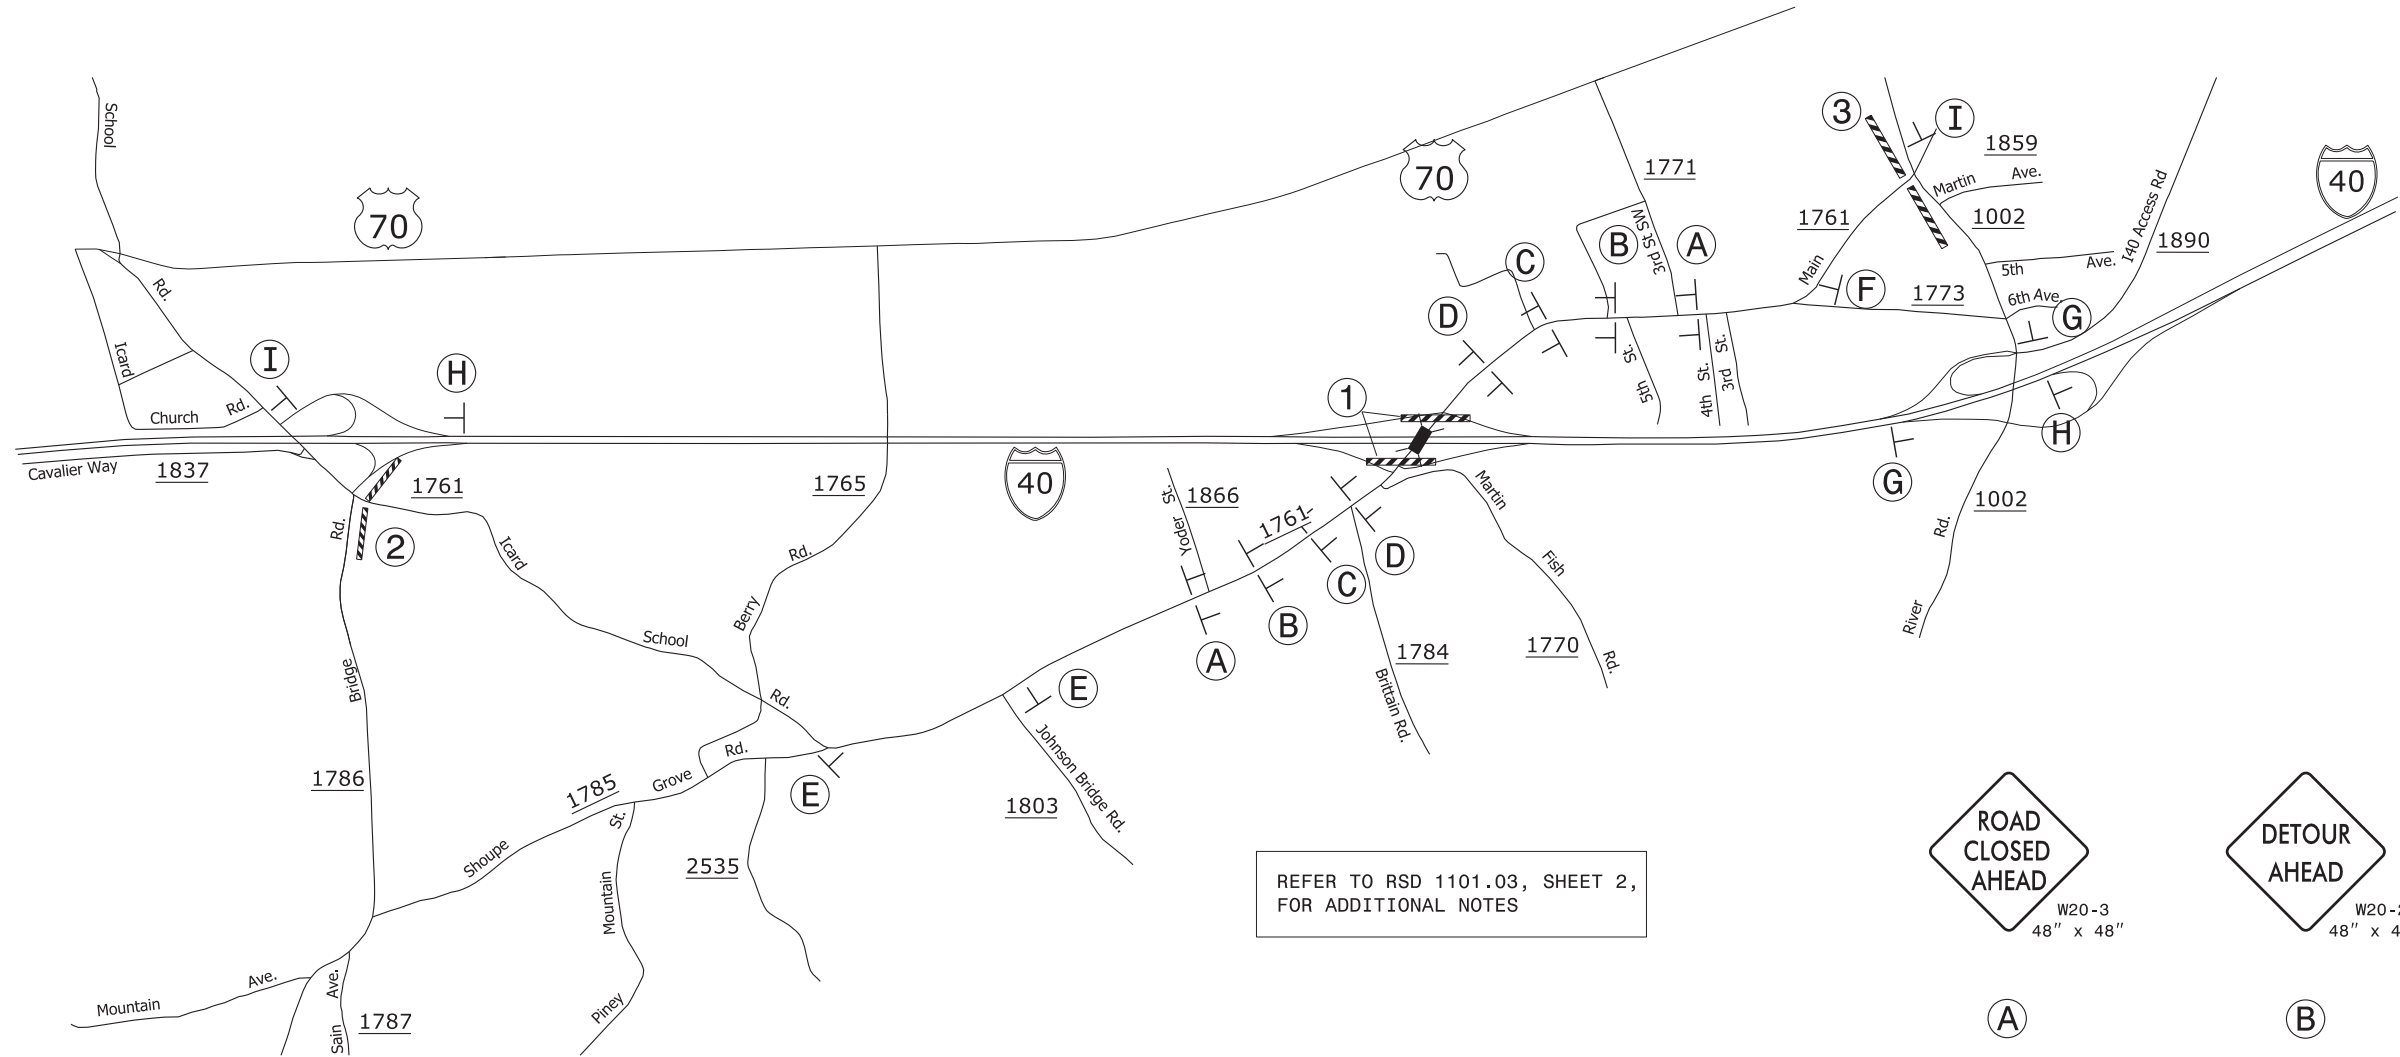 School
Rd.
70
Icard
Church Rd.
I
H
Cavalier Way
1837
1761
Rd.
2
Icard
School
Rd.
Bridge
1786
1765
Rd.
Berry
40
70
1771
3rd St SW
B
A
C
D
1
5th St.
4th St.
3rd St.
3
I
1859
Martin Ave.
1002
1761
Main
F
1773
5th Ave.
6th Ave.
G
I40 Access Rd
1890
40
H
G
1002
River Rd.
Yoder St.
1866
1761
D
C
B
A
E
Martin
Fish
Rd.
1770
1784
Brittain Rd.
Johnson Bridge Rd.
1803
E
Shoupe
Grove
Rd.
1785
2535
Piney
Mountain
St.
Mountain Ave.
Sain Ave.
1787
REFER TO RSD 1101.03, SHEET 2,
FOR ADDITIONAL NOTES
ROAD
CLOSED
AHEAD
W20-3
48" x 48"
A
DETOUR
AHEAD
W20-2
48" x 4
B